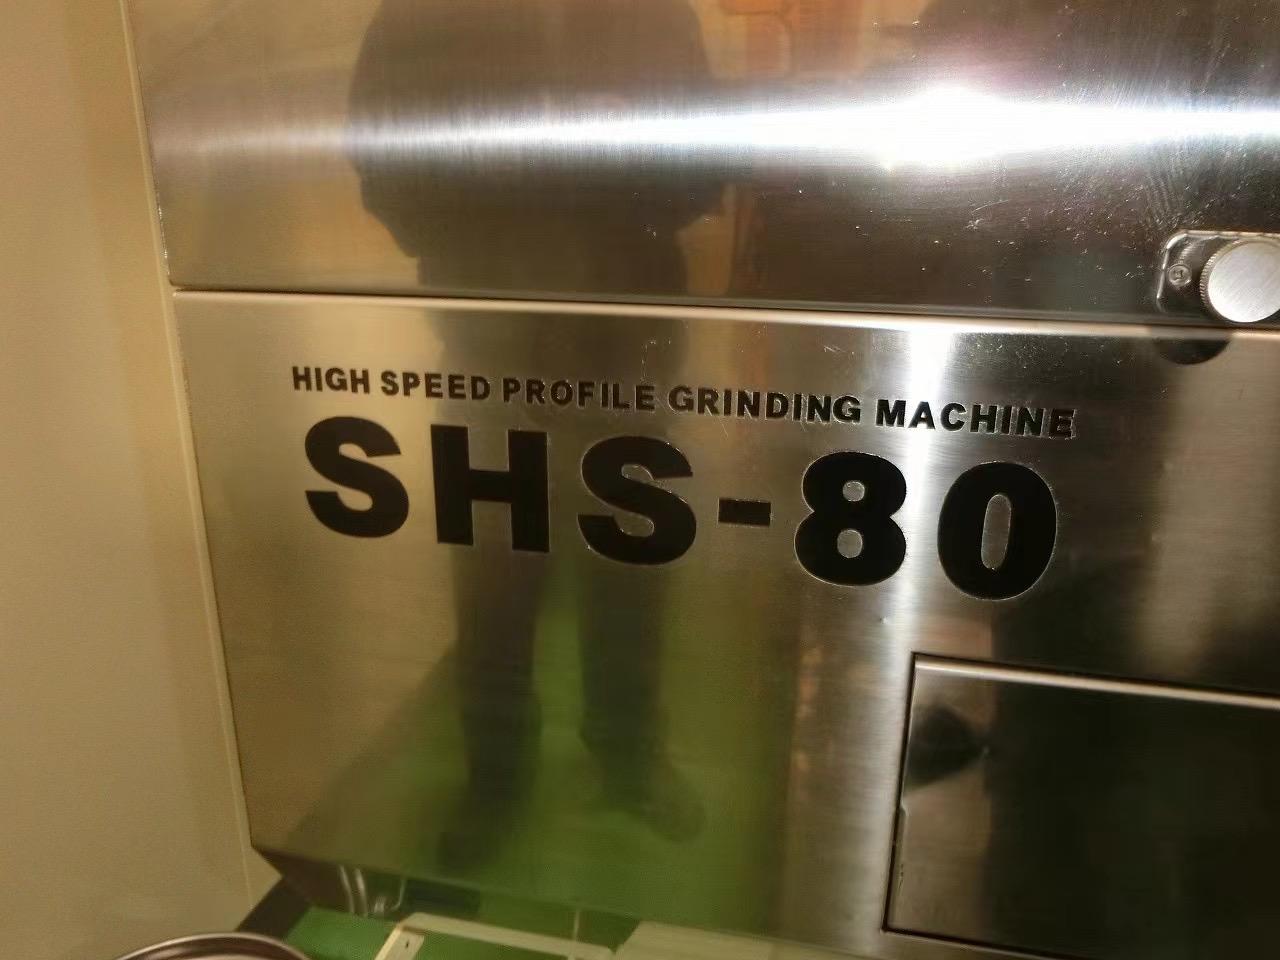 HIGH SPEED PROFILE GRINDING MACHINE
SHS-80